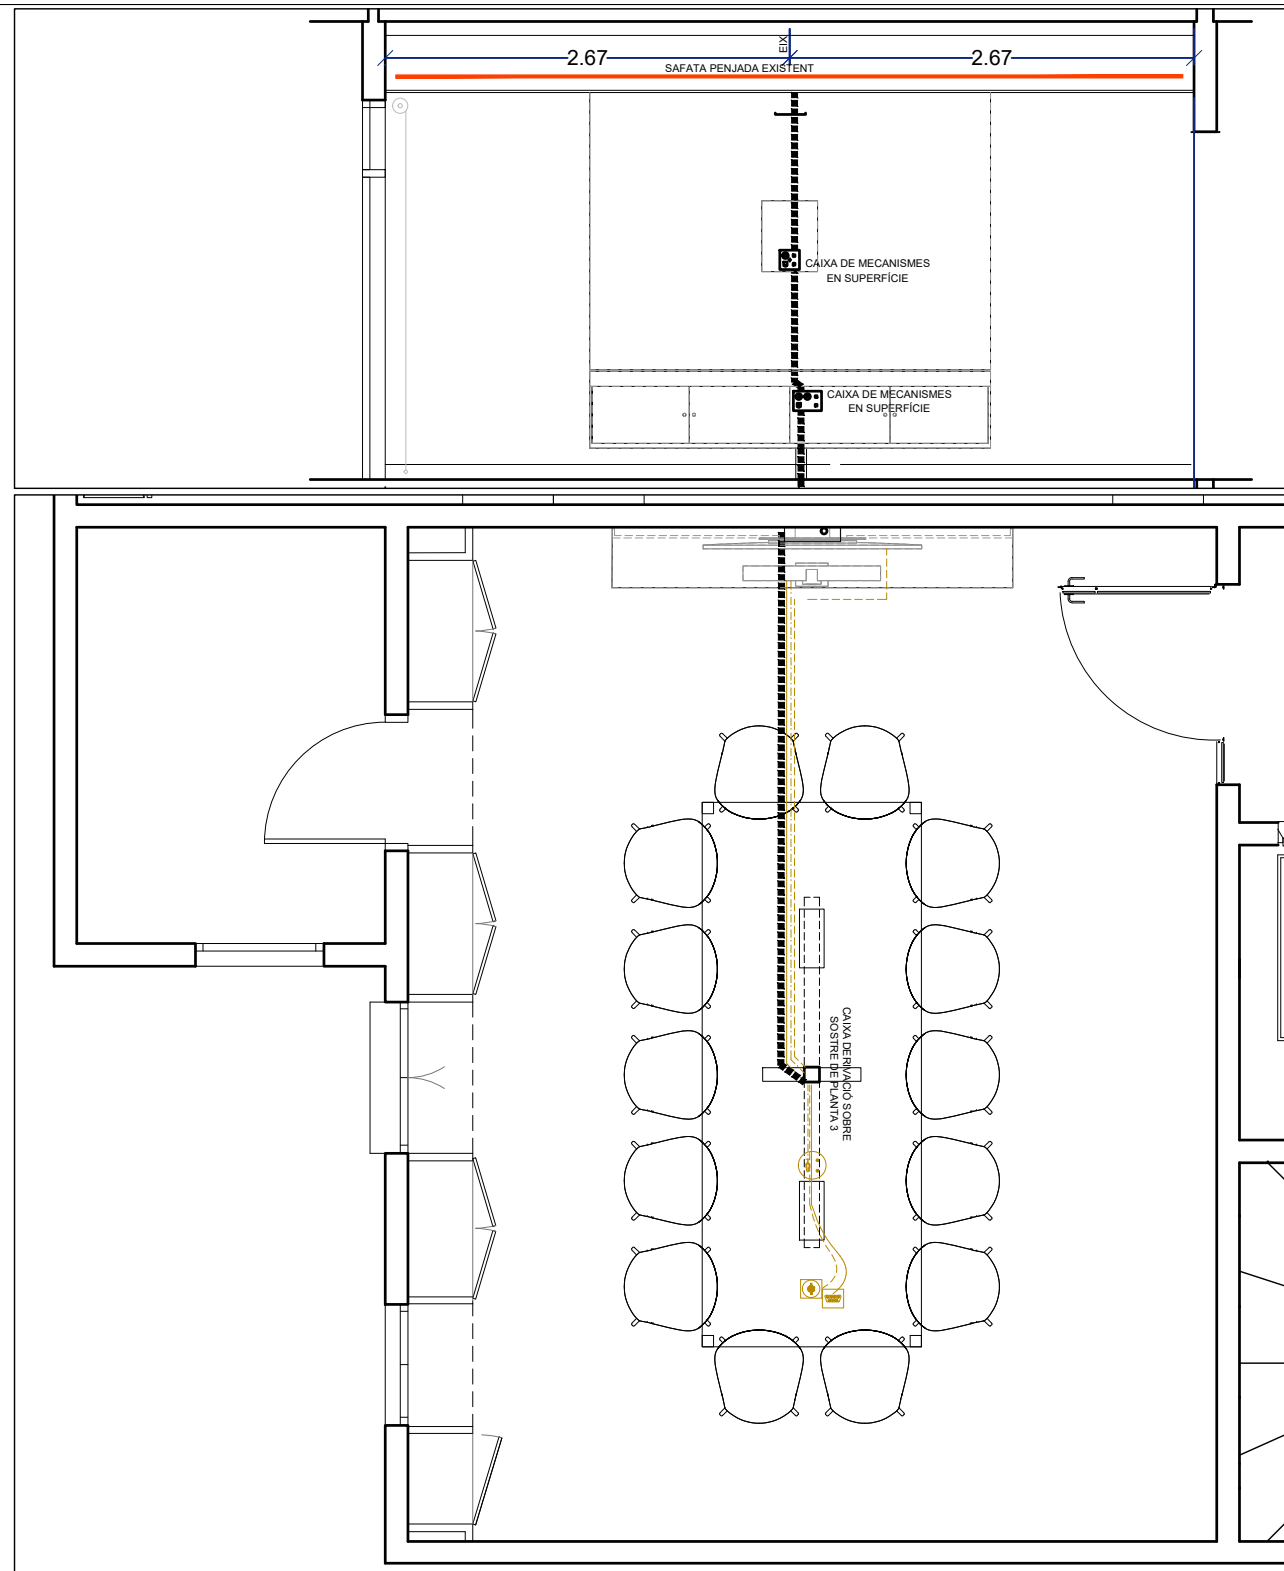 EIX
2.67
2.67
SAFATA PENJADA EXISTENT
CAIXA DE MECANISMES
EN SUPERFÍCIE
CAIXA DE MECANISMES
EN SUPERFÍCIE
CAIXA DERIVACIÓ SOBRE
SOSTRE DE PLANTA 3